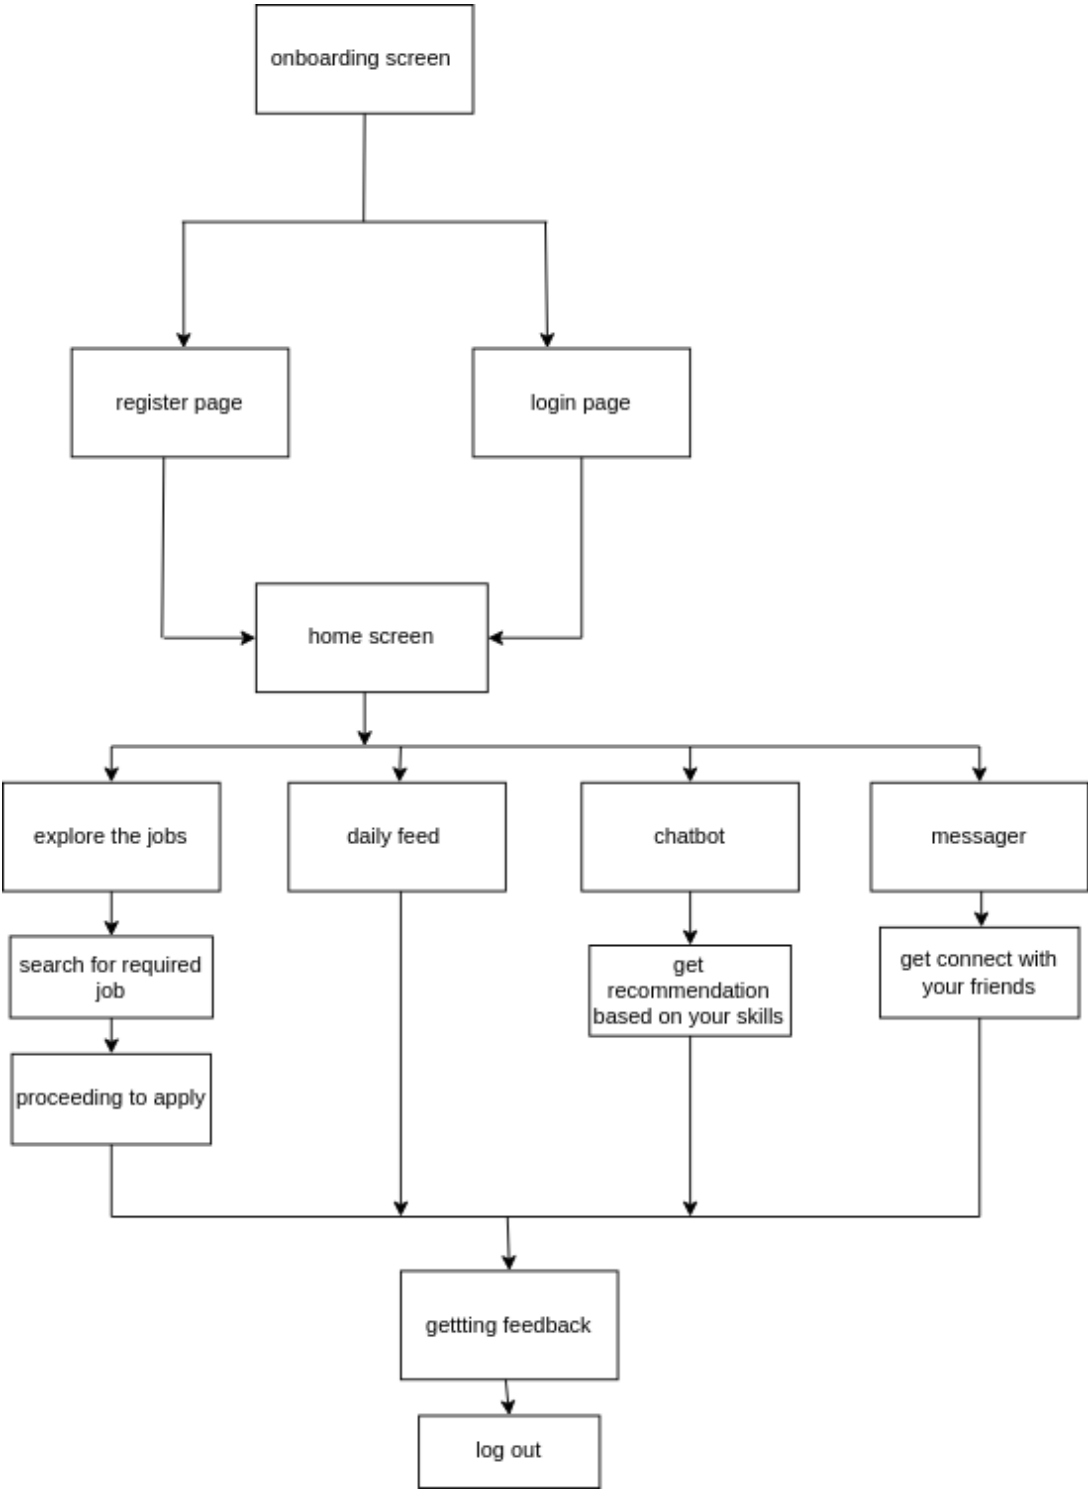 onboarding screen
register page
login page
home screen
explore the jobs
daily feed
chatbot
messager
search for required
job
get
recommendation
based on your skills
get connect with
your friends
proceeding to apply
gettting feedback
log out